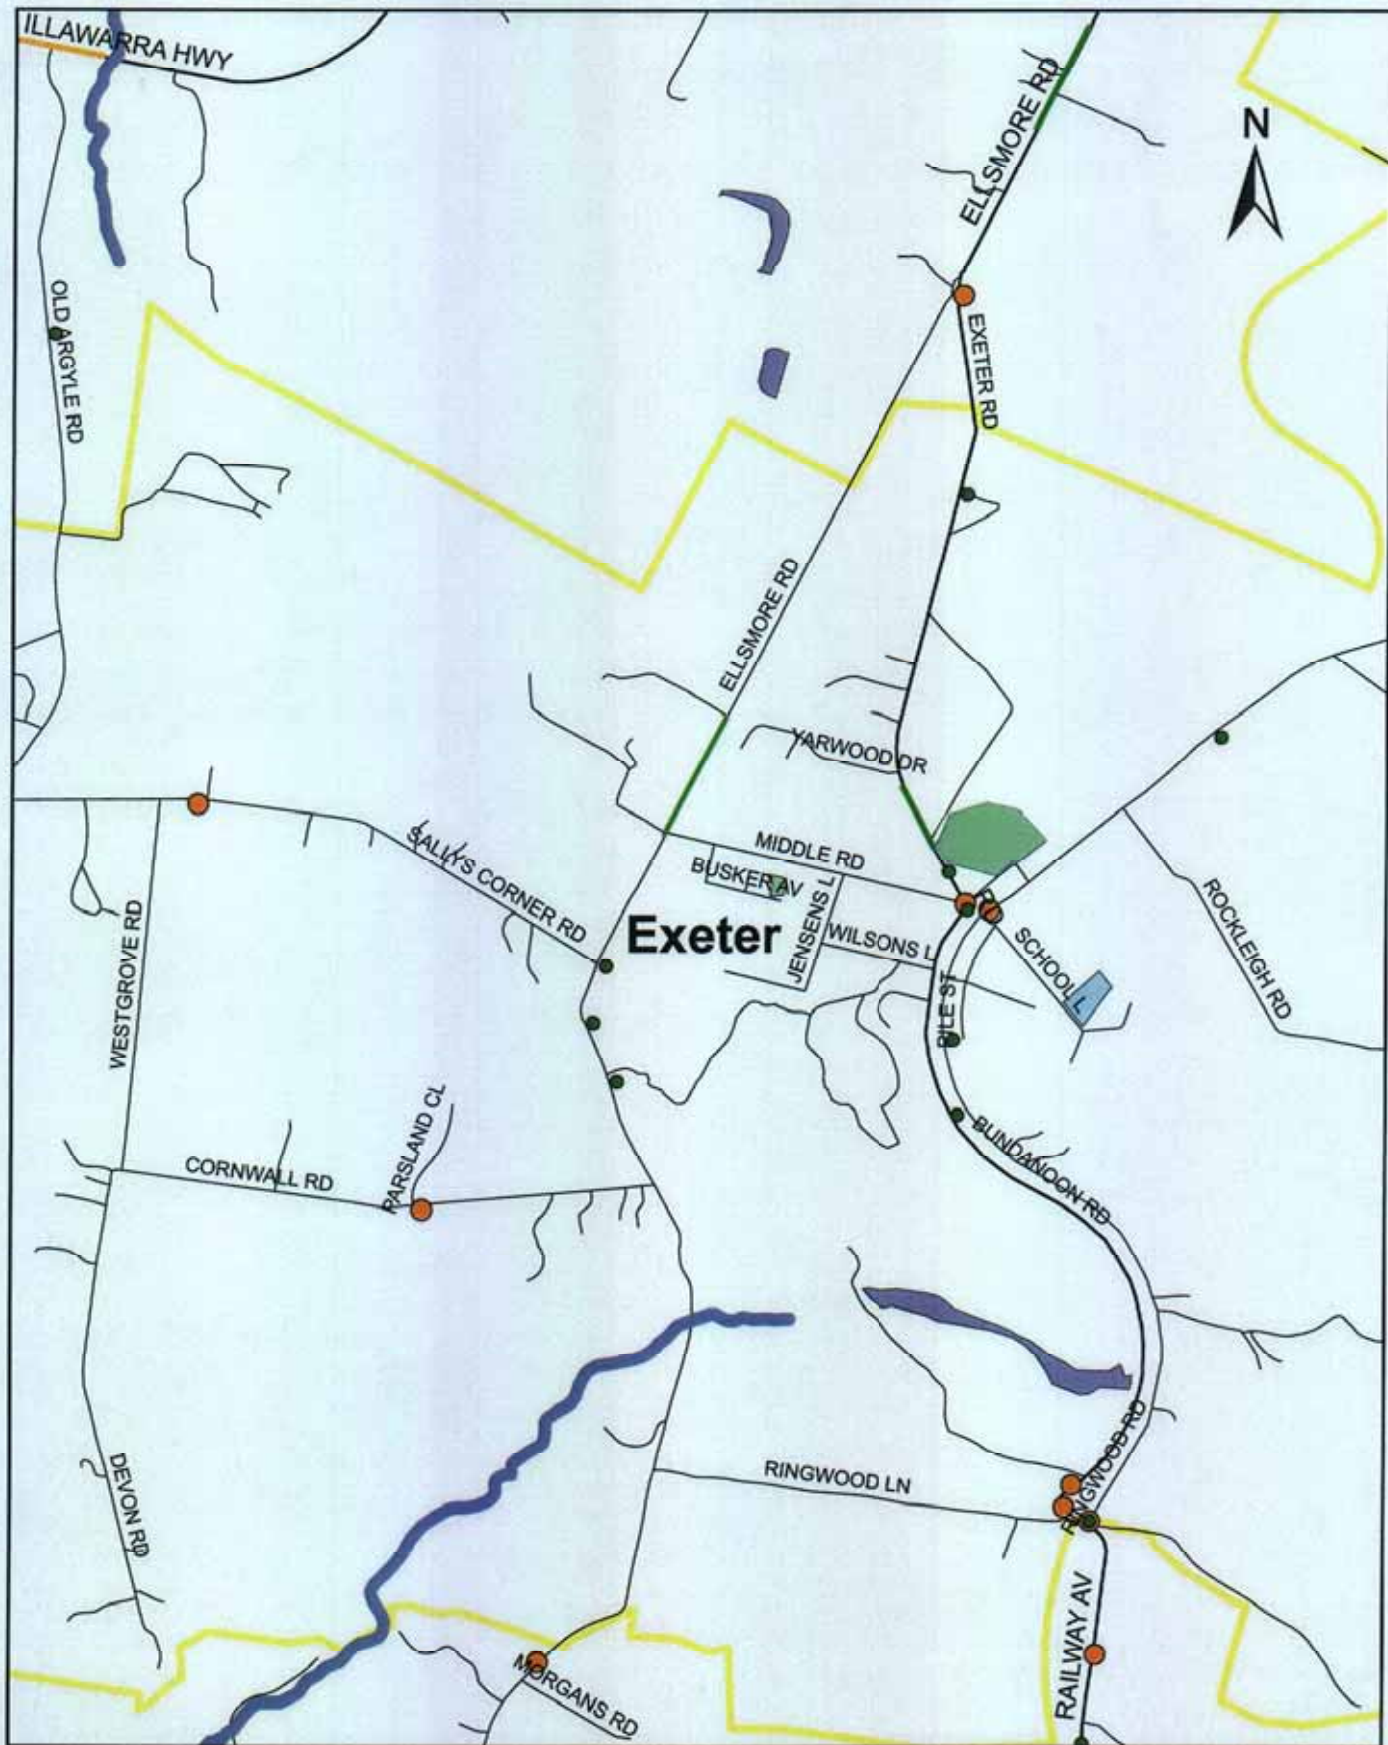 ILLAWARRA HWY
ELLSMORE RD
N
OLD ARGYLE RD
EXETER RD
ELLSMORE RD
YARWOOD DR
MIDDLE RD
SALLYS CORNER RD
BUSKER AV
JENSENS L
Exeter
WILSONS L
SCHOOL L
ROCKLEIGH RD
WESTGROVE RD
PILE ST
PARSLAND CL
BUNDANOON RD
CORNWALL RD
RINGWOOD RD
DEVON RD
RINGWOOD LN
RAILWAY AV
MORGANS RD